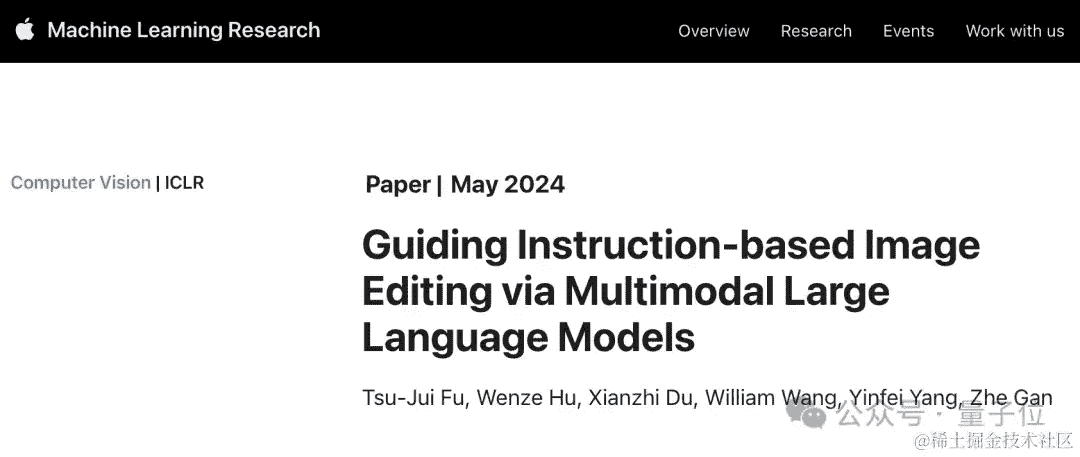 Machine Learning Research
Overview Research Events Work with us
Computer Vision | ICLR
Paper | May 2024
Guiding Instruction-based Image
Editing via Multimodal Large
Language Models
Tsu-Jui Fu, Wenze Hu, Xianzhi Du, William Wang, Yinfei Yang, Zhe Gan
公众号 · 量子位
@稀土掘金技术社区